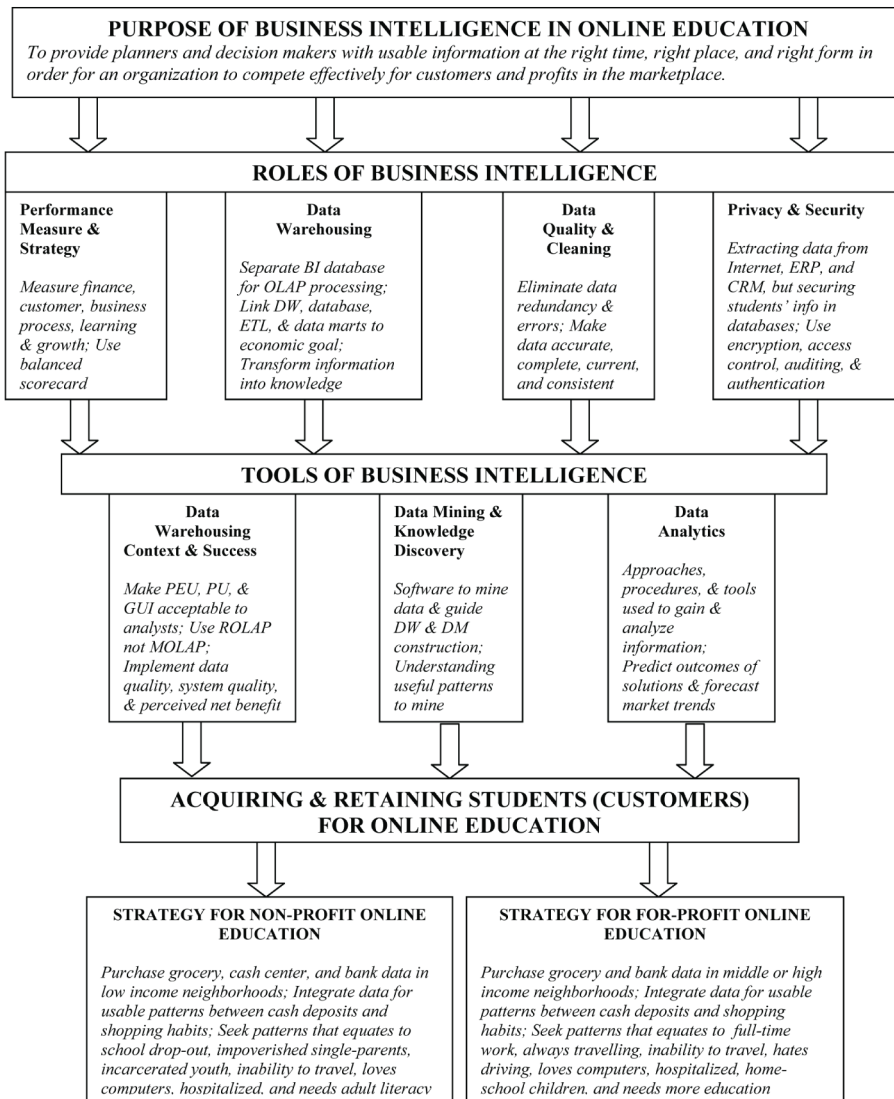 PURPOSE OF BUSINESS INTELLIGENCE IN ONLINE EDUCATION
To provide planners and decision makers with usable information at the right time, right place, and right form in
order for an organization to compete effectively for customers and profits in the marketplace.
ROLES OF BUSINESS INTELLIGENCE
Performance
Measure &
Strategy
Measure finance,
customer, business
process, learning
& growth; Use
balanced
scorecard
Data
Warehousing
Separate BI database
for OLAP processing;
Link DW, database,
ETL, & data marts to
economic goal;
Transform information
into knowledge
Data
Quality &
Cleaning
Eliminate data
redundancy &
errors; Make
data accurate,
complete, current,
and consistent
Privacy & Security
Extracting data from
Internet, ERP, and
CRM, but securing
students’ info in
databases; Use
encryption, access
control, auditing, &
authentication
TOOLS OF BUSINESS INTELLIGENCE
Data
Warehousing
Context & Success
Make PEU, PU, &
GUI acceptable to
analysts; Use ROLAP
not MOLAP;
Implement data
quality, system quality,
& perceived net benefit
Data Mining &
Knowledge
Discovery
Software to mine
data & guide
DW & DM
construction;
Understanding
useful patterns
to mine
Data
Analytics
Approaches,
procedures, & tools
used to gain &
analyze
information;
Predict outcomes of
solutions & forecast
market trends
ACQUIRING & RETAINING STUDENTS (CUSTOMERS)
FOR ONLINE EDUCATION
STRATEGY FOR NON-PROFIT ONLINE
EDUCATION
Purchase grocery, cash center, and bank data in
low income neighborhoods; Integrate data for
usable patterns between cash deposits and
shopping habits; Seek patterns that equates to
school drop-out, impoverished single-parents,
incarcerated youth, inability to travel, loves
computers, hospitalized, and needs adult literacy
STRATEGY FOR FOR-PROFIT ONLINE
EDUCATION
Purchase grocery and bank data in middle or high
income neighborhoods; Integrate data for usable
patterns between cash deposits and shopping
habits; Seek patterns that equates to full-time
work, always travelling, inability to travel, hates
driving, loves computers, hospitalized, home-
school children, and needs more education